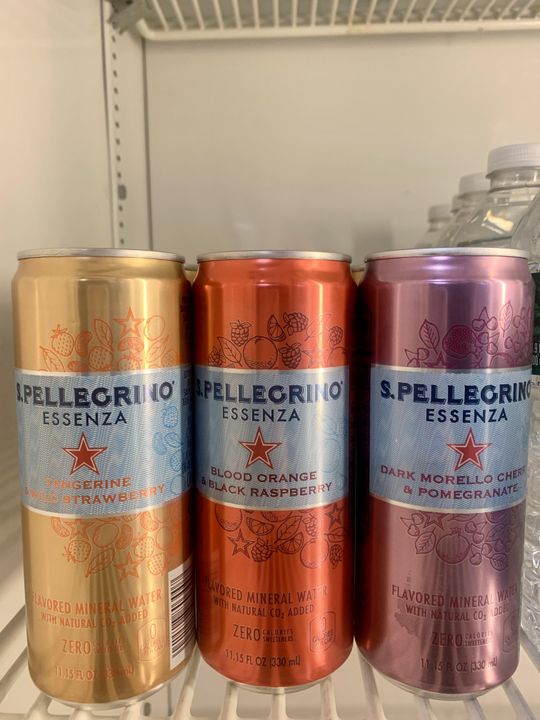 S.PELLEGRINO®
ESSENZA
TANGERINE
& WILD STRAWBERRY
FLAVORED MINERAL WATER
WITH NATURAL CO₂ ADDED
ZERO CALORIES
SWEETENERS
11.15 FL OZ (330 mL)
S.PELLEGRINO®
ESSENZA
BLOOD ORANGE
& BLACK RASPBERRY
FLAVORED MINERAL WATER
WITH NATURAL CO₂ ADDED
ZERO CALORIES
SWEETENERS
11.15 FL OZ (330 mL)
S.PELLEGRINO
ESSENZA
DARK MORELLO CHERRY
& POMEGRANATE
FLAVORED MINERAL WATER
WITH NATURAL CO₂ ADDED
ZERO CALORIES
SWEETENERS
11.15 FL OZ (330 mL)